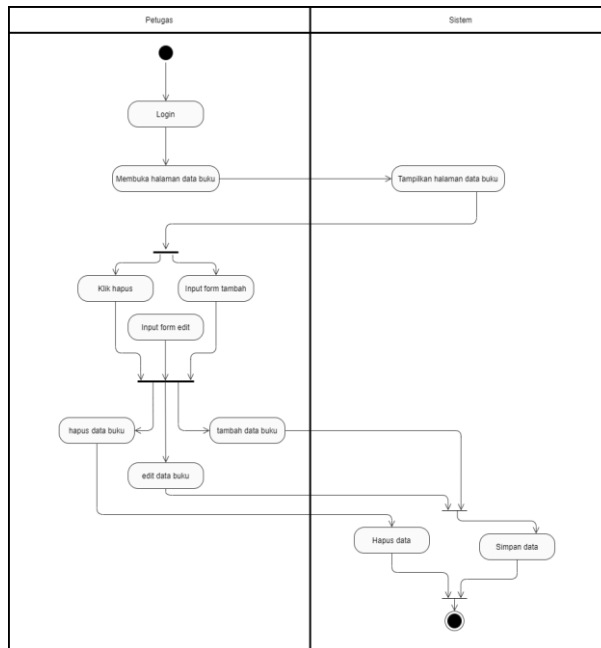 Petugas
Sistem
Login
Membuka halaman data buku
Tampilkan halaman data buku
Klik hapus
Input form tambah
Input form edit
hapus data buku
tambah data buku
edit data buku
Hapus data
Simpan data